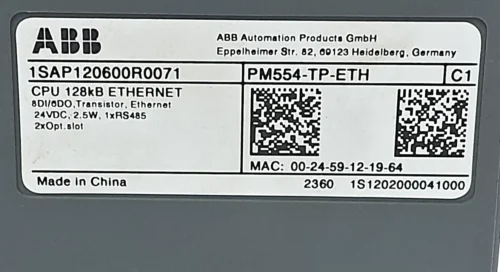 ABB
ABB Automation Products GmbH
Eppelheimer Str. 82, 69123 Heidelberg, Germany
1SAP120600R0071 PM554-TP-ETH C1
CPU 128kB ETHERNET
8DI/6DO,Transistor, Ethernet
24VDC, 2.5W, 1xRS485
2xOpt.slot
MAC: 00-24-59-12-19-64
Made in China 2360 1S1202000041000